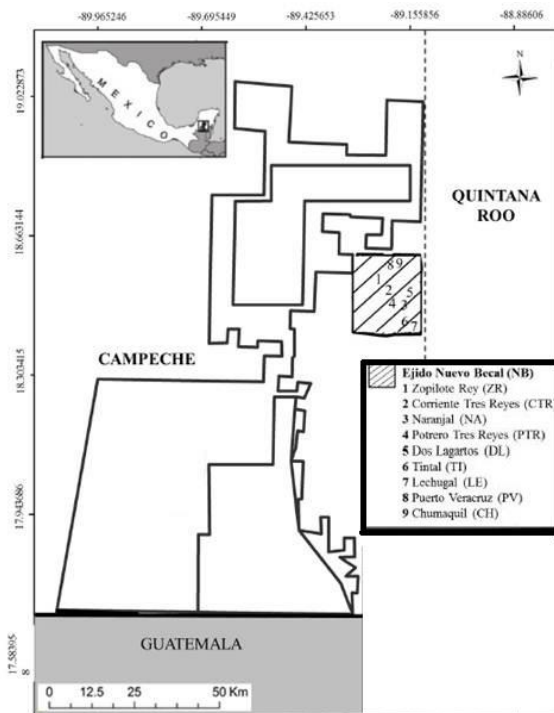 -89.965246 -89.695449 -89.425653 -89.155856 -88.88606
19.022873
18.663144
18.303415
17.943686
17.58395
8
MEXICO
N
QUINTANA
ROO
CAMPECHE
8 9
1
2 5
4 3
6 7
Ejido Nuevo Becal (NB)
1 Zopilote Rey (ZR)
2 Corriente Tres Reyes (CTR)
3 Naranjal (NA)
4 Potrero Tres Reyes (PTR)
5 Dos Lagartos (DL)
6 Tintal (TI)
7 Lechugal (LE)
8 Puerto Veracruz (PV)
9 Chumaquil (CH)
GUATEMALA
0 12.5 25 50 Km